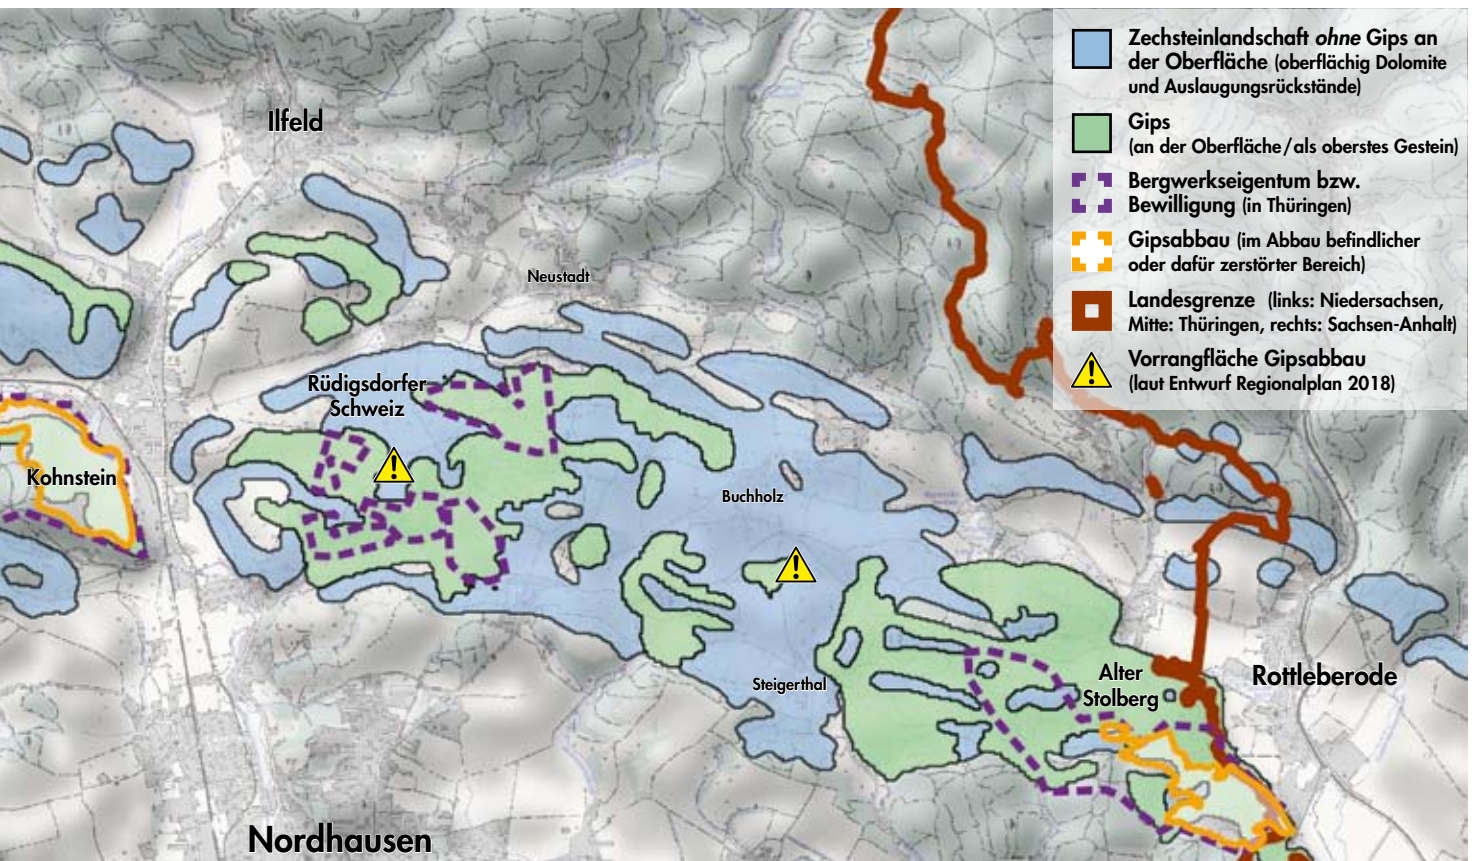 Zechsteinlandschaft ohne Gips an
der Oberfläche (oberflächig Dolomite
und Auslaugungsrückstände)
Gips
(an der Oberfläche/als oberstes Gestein)
Bergwerkseigentum bzw.
Bewilligung (in Thüringen)
Gipsabbau (im Abbau befindlicher
oder dafür zerstörter Bereich)
Landesgrenze (links: Niedersachsen,
Mitte: Thüringen, rechts: Sachsen-Anhalt)
Vorrangfläche Gipsabbau
(laut Entwurf Regionalplan 2018)
Ilfeld
Neustadt
Rüdigsdorfer
Schweiz
Kohnstein
Buchholz
Steigerthal
Alter
Stolberg
Rottleberode
Nordhausen